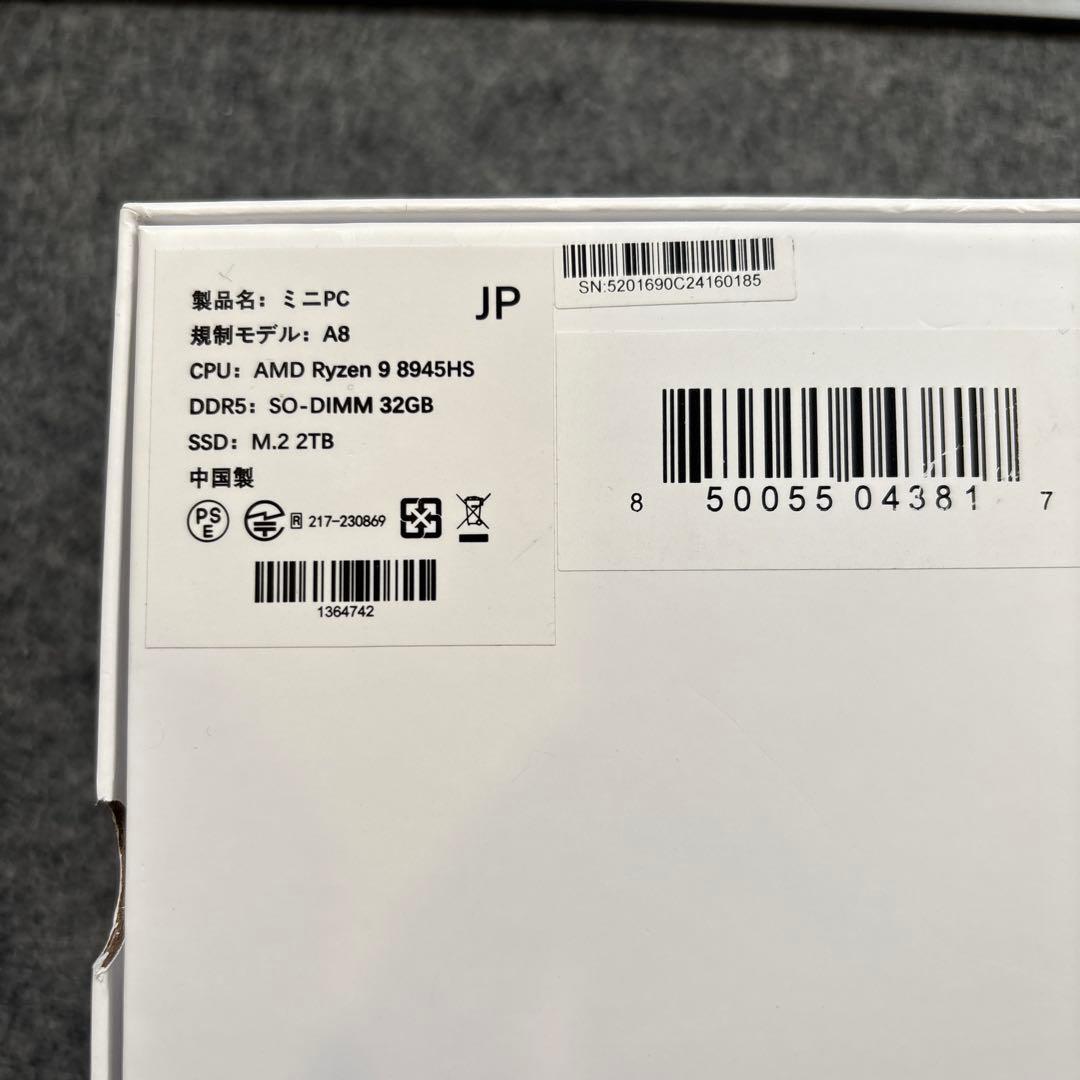 製品名：ミニPC
JP
規制モデル：A8
CPU：AMD Ryzen 9 8945HS
DDR5：SO-DIMM 32GB
SSD：M.2 2TB
中国製
PSE
R 217-230869
1364742
SN:5201690C24160185
8 50055 04381 7